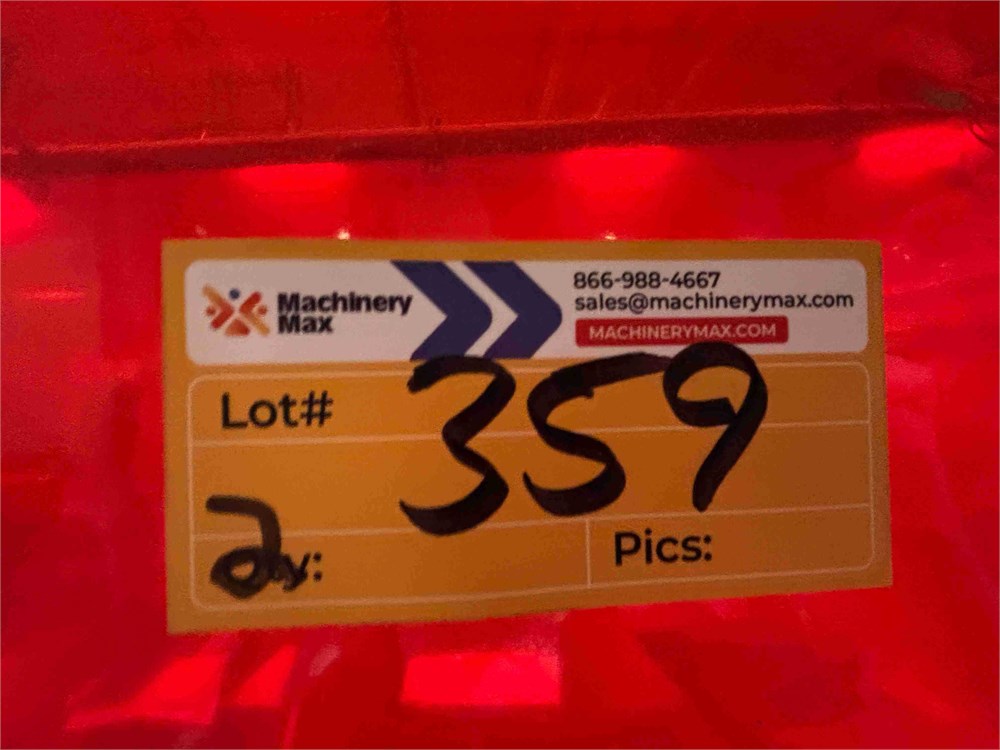 Machinery
Max
866-988-4667
sales@machinerymax.com
MACHINERYMAX.COM
Lot# 359
2
Pics: